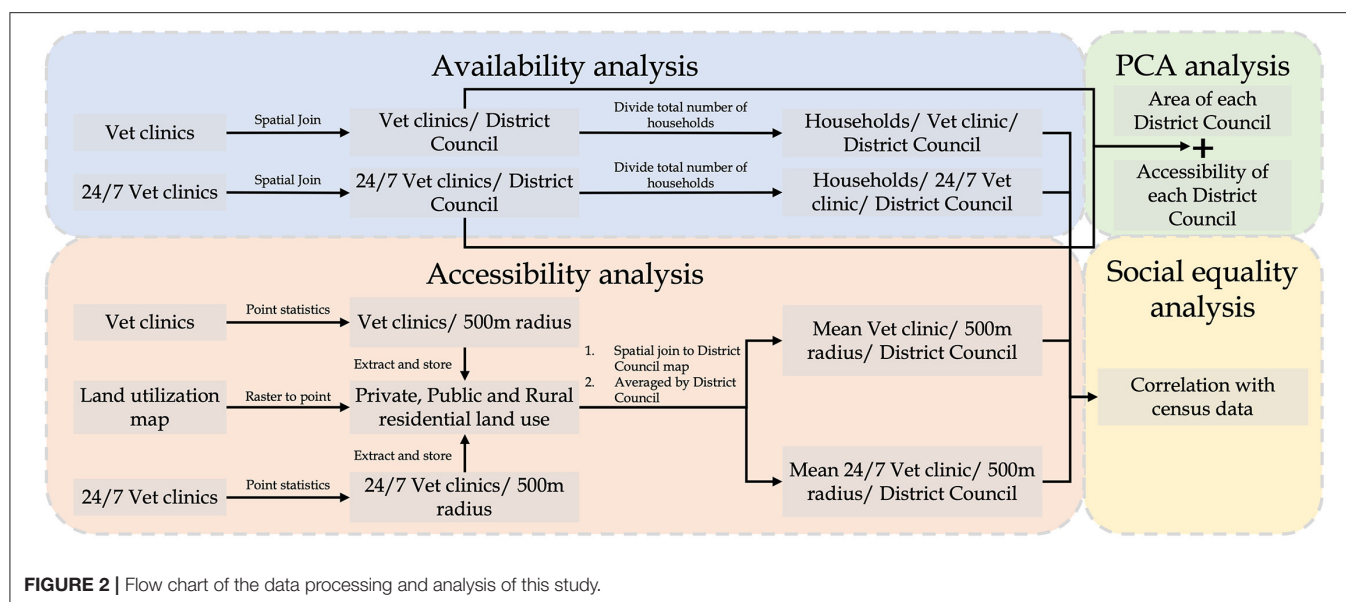 Availability analysis
Vet clinics
Spatial Join
Vet clinics/ District
Council
Divide total number of
households
Households/ Vet clinic/
District Council
24/7 Vet clinics
Spatial Join
24/7 Vet clinics/ District
Council
Divide total number of
households
Households/ 24/7 Vet
clinic/ District Council
PCA analysis
Area of each
District Council
+
Accessibility of
each District
Council
Accessibility analysis
Vet clinics
Point statistics
Vet clinics/ 500m radius
Extract and store
Land utilization
map
Raster to point
Private, Public and Rural
residential land use
Extract and store
24/7 Vet clinics
Point statistics
24/7 Vet clinics/ 500m
radius
1. Spatial join to District
Council map
2. Averaged by District
Council
Mean Vet clinic/ 500m
radius/ District Council
Mean 24/7 Vet clinic/ 500m
radius/ District Council
Social equality
analysis
Correlation with
census data
FIGURE 2 | Flow chart of the data processing and analysis of this study.